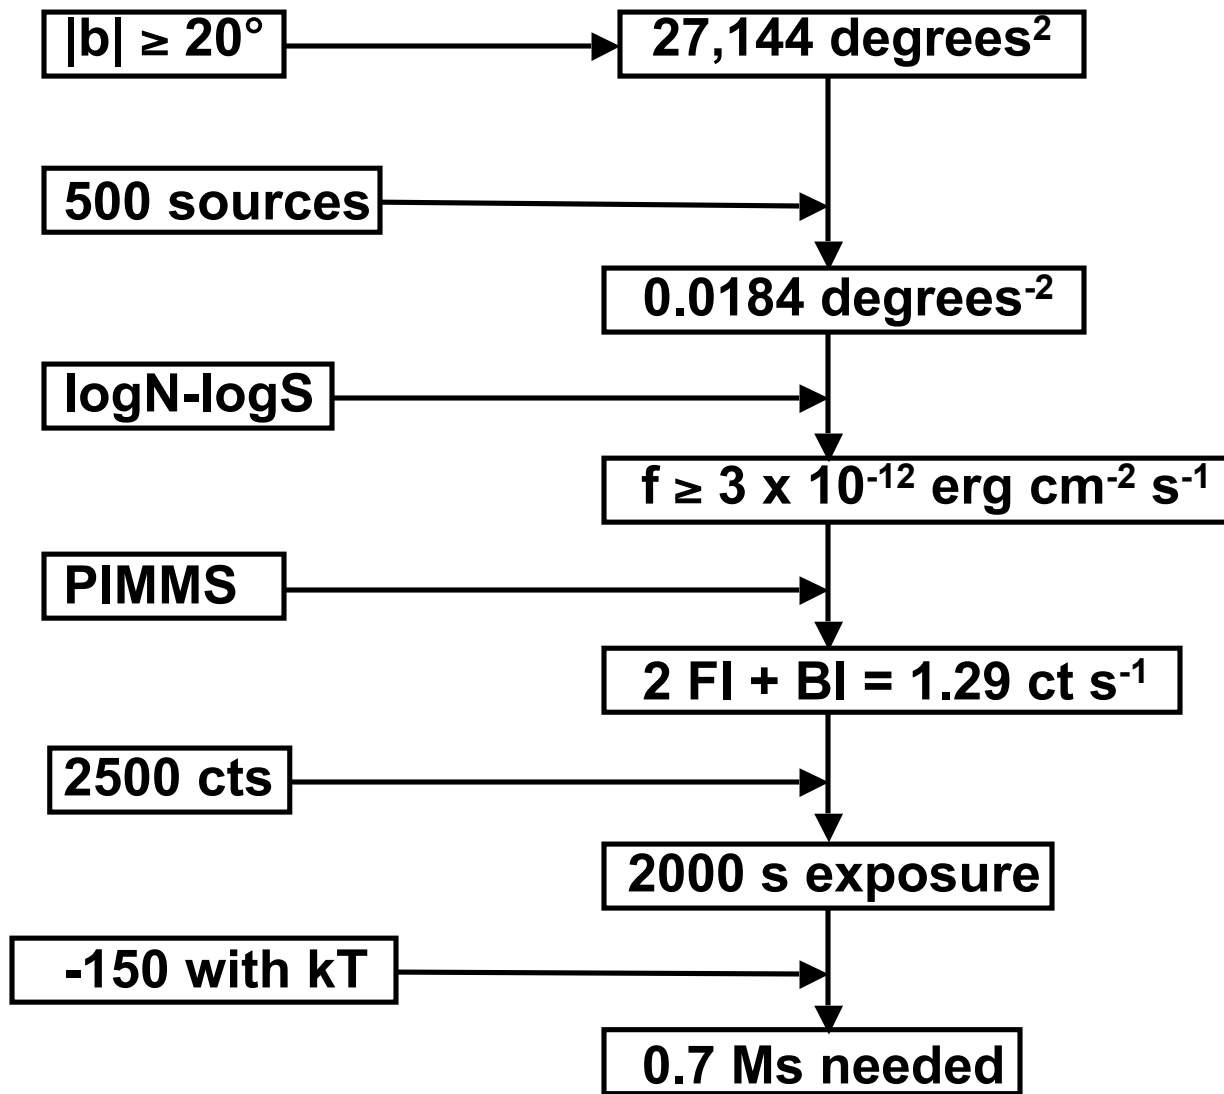 |b| ≥ 20°
27,144 degrees²
500 sources
0.0184 degrees⁻²
logN-logS
f ≥ 3 x 10⁻¹² erg cm⁻² s⁻¹
PIMMS
2 FI + BI = 1.29 ct s⁻¹
2500 cts
2000 s exposure
-150 with kT
0.7 Ms needed